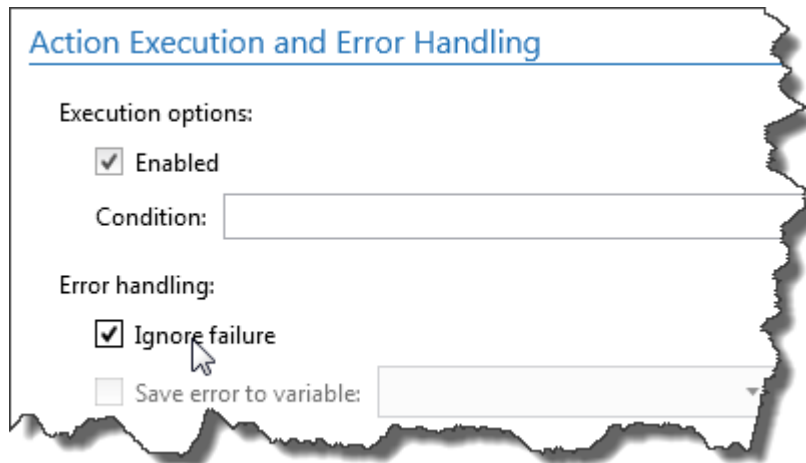 Action Execution and Error Handling
Execution options:
Enabled
Condition:
Error handling:
Ignore failure
Save error to variable: